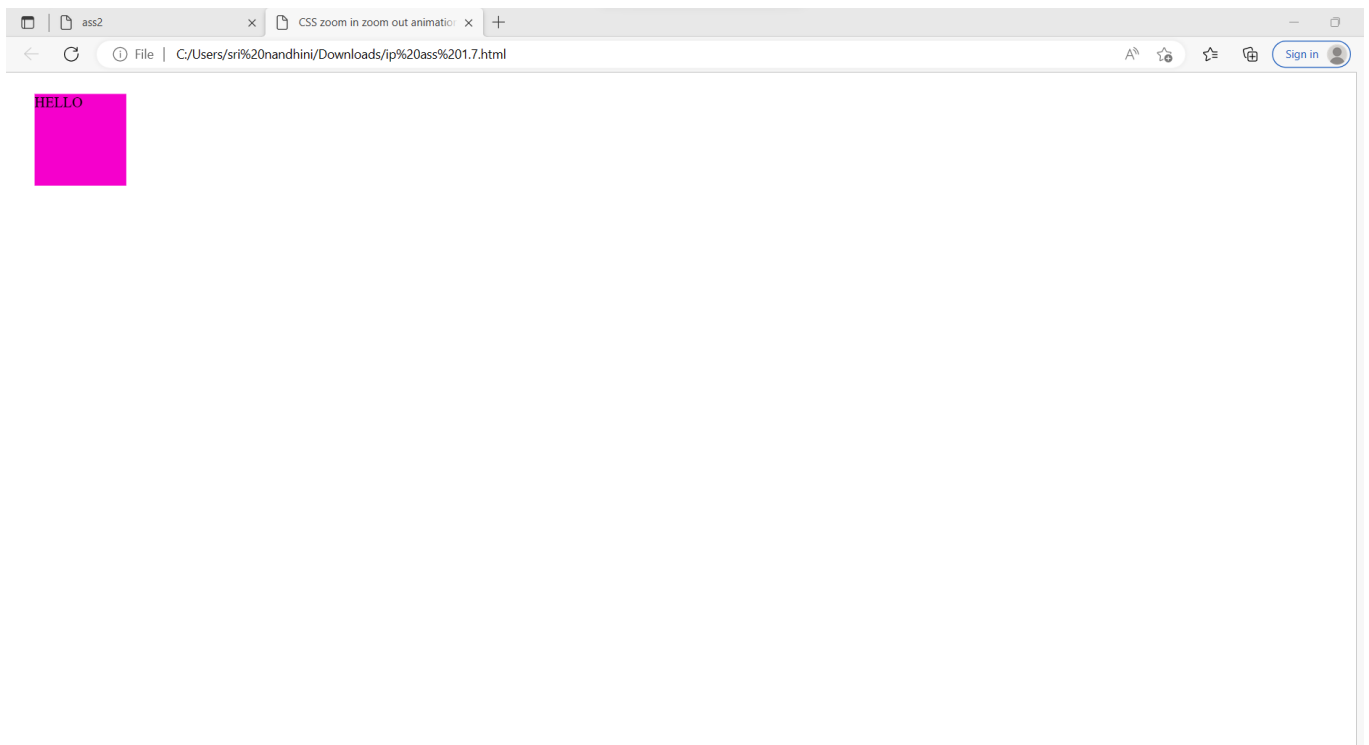 ass2
CSS zoom in zoom out animation
File
C:/Users/sri%20nandhini/Downloads/ip%20ass%201.7.html
A
Sign in
HELLO